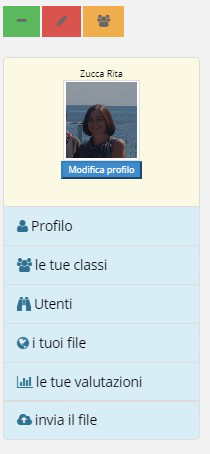 Zucca Rita
Modifica profilo
Profilo
le tue classi
Utenti
i tuoi file
le tue valutazioni
invia il file